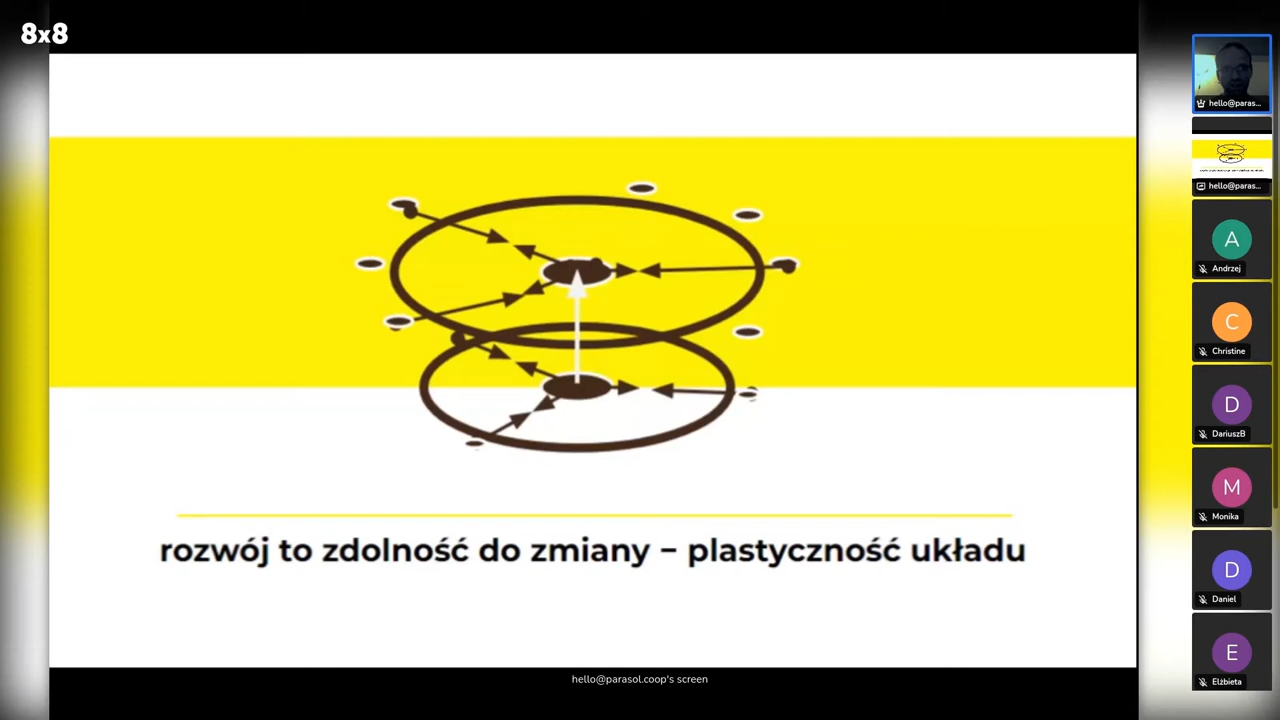 8x8
hello@paras...
hello@paras...
A
Andrzej
C
Christine
D
DariuszB
M
Monika
D
Daniel
E
Elżbieta
rozwój to zdolność do zmiany – plastyczność układu
hello@parasol.coop's screen